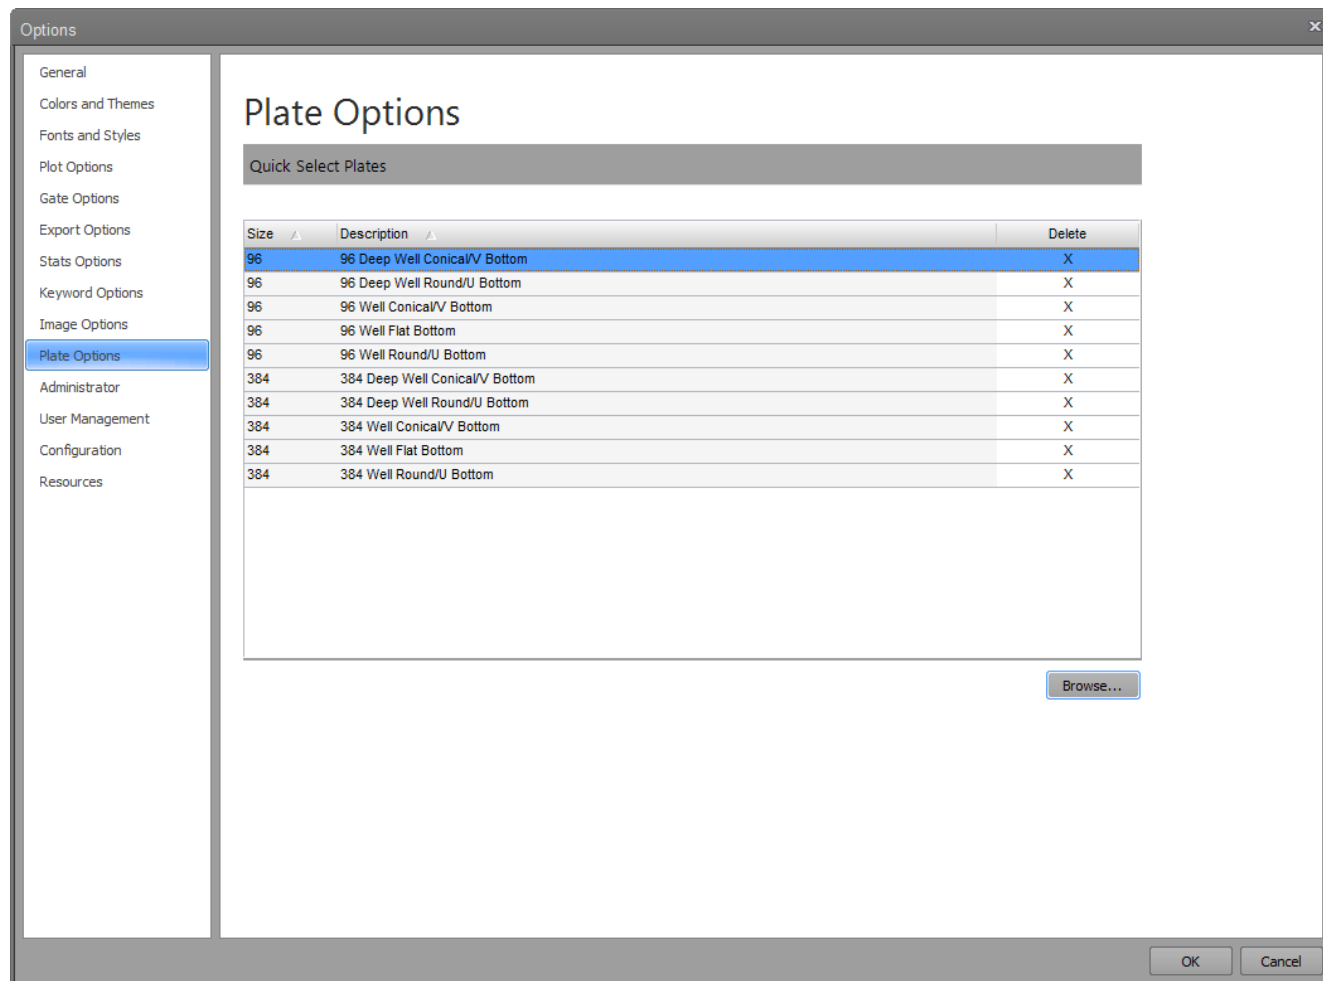 Options
x
General
Colors and Themes
Fonts and Styles
Plot Options
Gate Options
Export Options
Stats Options
Keyword Options
Image Options
Plate Options
Administrator
User Management
Configuration
Resources
Plate Options
Quick Select Plates
Size Description Delete
96 96 Deep Well Conical/V Bottom X
96 96 Deep Well Round/U Bottom X
96 96 Well Conical/V Bottom X
96 96 Well Flat Bottom X
96 96 Well Round/U Bottom X
384 384 Deep Well Conical/V Bottom X
384 384 Deep Well Round/U Bottom X
384 384 Well Conical/V Bottom X
384 384 Well Flat Bottom X
384 384 Well Round/U Bottom X
Browse...
OK Cancel